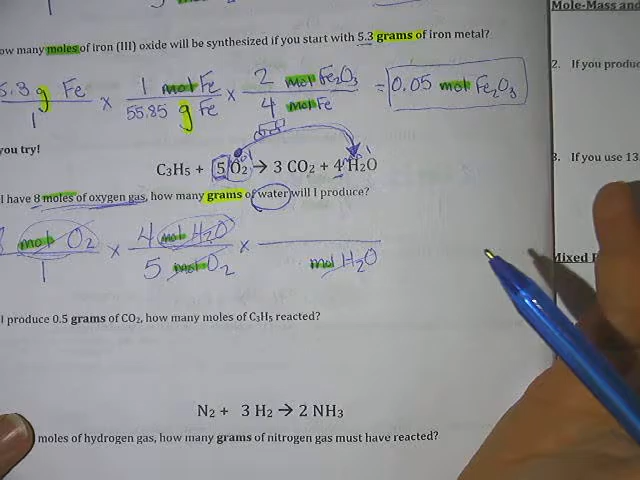 Mole-Mass and
ow many moles of iron (III) oxide will be synthesized if you start with 5.3 grams of iron metal?
5.3 g Fe / 1 × 1 mol Fe / 55.85 g Fe × 2 mol Fe₂O₃ / 4 mol Fe = 0.05 mol Fe₂O₃
2. If you produc
you try!
C₃H₅ + 5 O₂ → 3 CO₂ + 4 H₂O
3. If you use 13.
I have 8 moles of oxygen gas, how many grams of water will I produce?
8 mol O₂ / 1 × 4 mol H₂O / 5 mol O₂ × / mol H₂O
Mixed
I produce 0.5 grams of CO₂, how many moles of C₃H₅ reacted?
N₂ + 3 H₂ → 2 NH₃
moles of hydrogen gas, how many grams of nitrogen gas must have reacted?